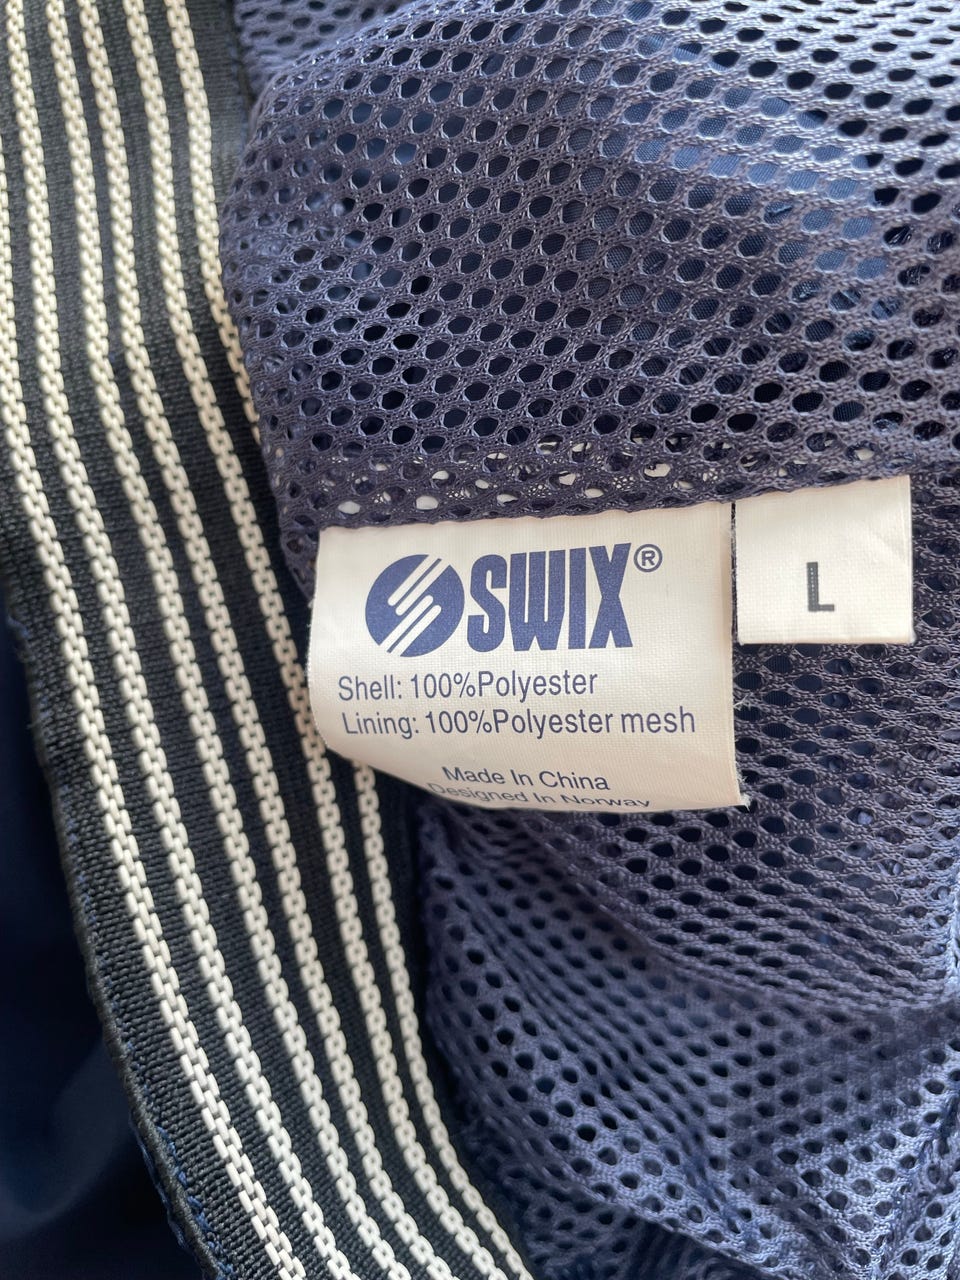 SWIX®
L
Shell: 100%Polyester
Lining: 100%Polyester mesh
Made In China
Designed In Norway